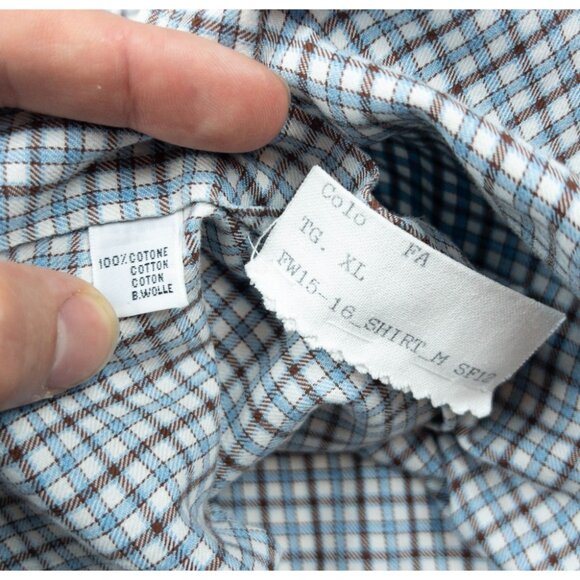 100% COTONE
COTTON
COTON
B.WOLLE
Colo FA
TG. XL
FW15-16_SHIRT_M